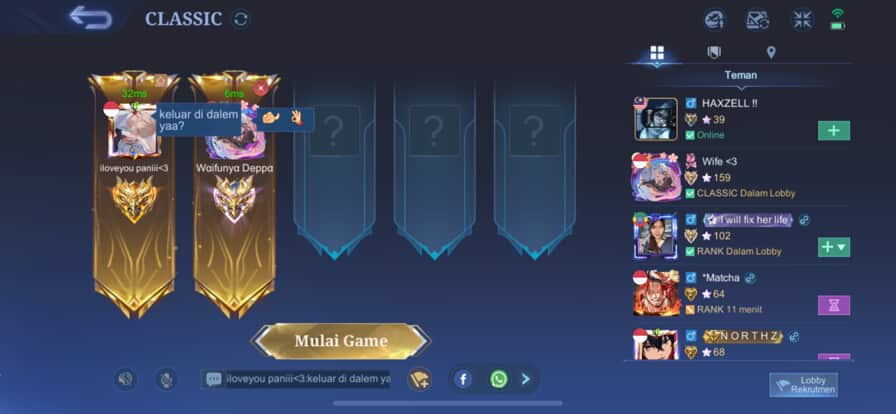 CLASSIC
32ms
6ms
keluar di dalem
yaa?
iloveyou paniii<3
Waifunya Deppa
?
?
?
Mulai Game
iloveyou paniii<3:keluar di dalem ya
Teman
HAXZELL !!
39
Online
Wife <3
159
CLASSIC Dalam Lobby
I will fix her life
102
RANK Dalam Lobby
*Matcha
64
RANK 11 menit
N O R T H Z
68
Lobby
Rekrutmen